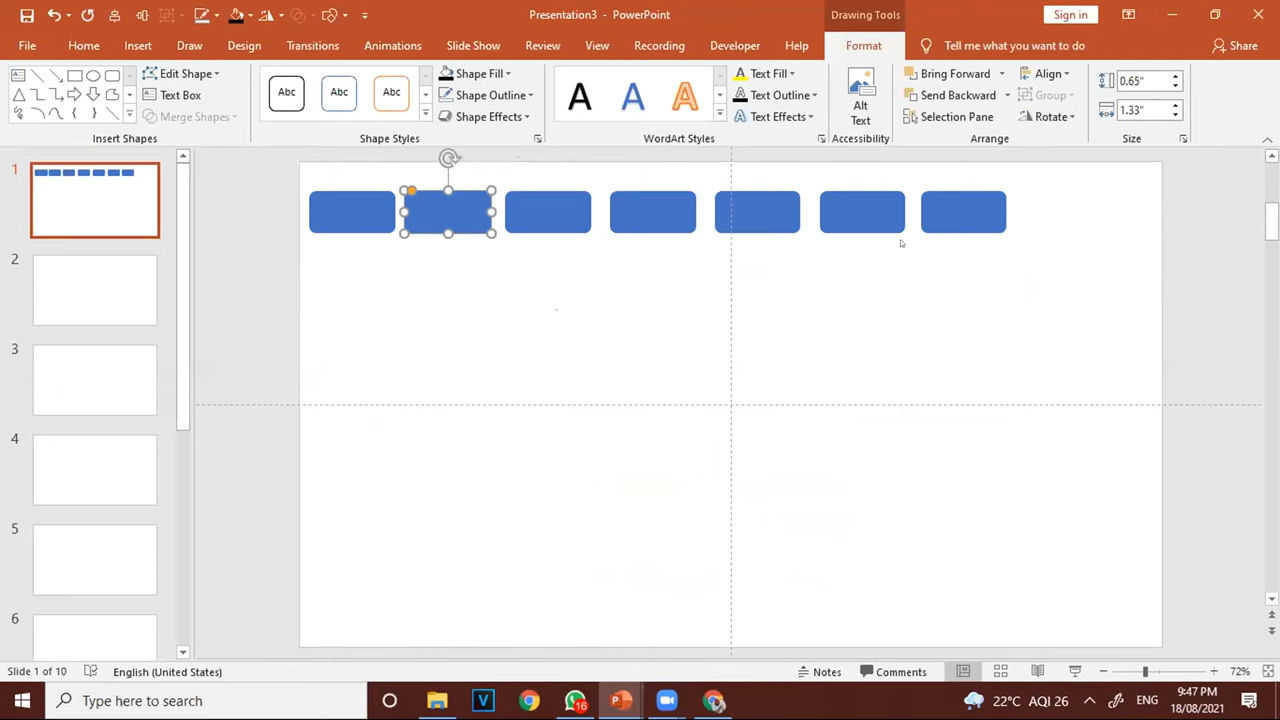 Presentation3 - PowerPoint
Drawing Tools
Sign in
File Home Insert Draw Design Transitions Animations Slide Show Review View Recording Developer Help Format Tell me what you want to do Share
Edit Shape
Text Box
Merge Shapes
Insert Shapes
Abc Abc Abc
Shape Fill
Shape Outline
Shape Effects
Shape Styles
A A A
Text Fill
Text Outline
Text Effects
WordArt Styles
Alt
Text
Accessibility
Bring Forward
Send Backward
Selection Pane
Align
Group
Rotate
Arrange
0.65"
1.33"
Size
1
2
3
4
5
6
Slide 1 of 10 English (United States) Notes Comments 72%
Type here to search
16
22°C AQI 26 ENG
9:47 PM
18/08/2021